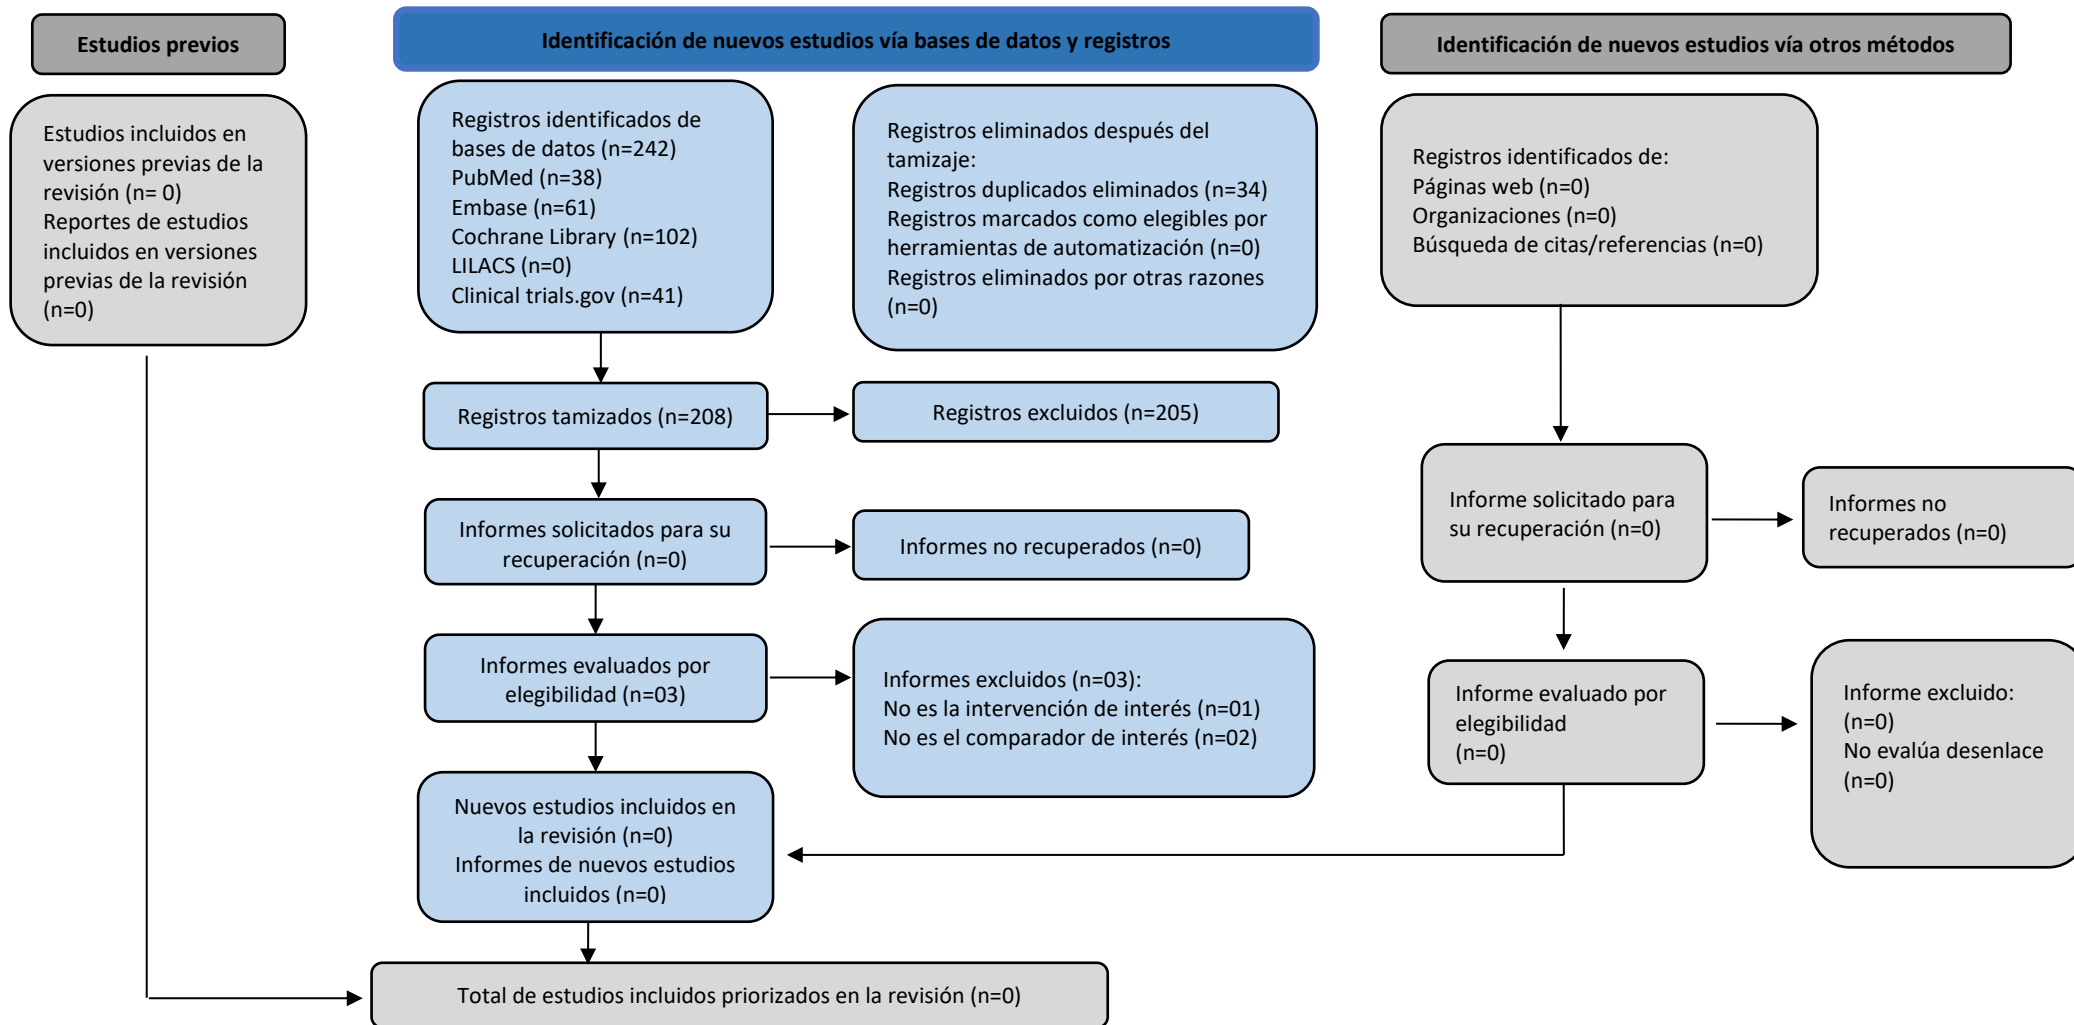 Estudios previos
Identificación de nuevos estudios vía bases de datos y registros
Identificación de nuevos estudios vía otros métodos
Estudios incluidos en
versiones previas de la
revisión (n= 0)
Reportes de estudios
incluidos en versiones
previas de la revisión
(n=0)
Registros identificados de
bases de datos (n=242)
PubMed (n=38)
Embase (n=61)
Cochrane Library (n=102)
LILACS (n=0)
Clinical trials.gov (n=41)
Registros eliminados después del
tamizaje:
Registros duplicados eliminados (n=34)
Registros marcados como elegibles por
herramientas de automatización (n=0)
Registros eliminados por otras razones
(n=0)
Registros identificados de:
Páginas web (n=0)
Organizaciones (n=0)
Búsqueda de citas/referencias (n=0)
Registros tamizados (n=208)
Registros excluidos (n=205)
Informes solicitados para su
recuperación (n=0)
Informes no recuperados (n=0)
Informe solicitado para
su recuperación (n=0)
Informes no
recuperados (n=0)
Informes evaluados por
elegibilidad (n=03)
Informes excluidos (n=03):
No es la intervención de interés (n=01)
No es el comparador de interés (n=02)
Informe evaluado por
elegibilidad
(n=0)
Informe excluido:
(n=0)
No evalúa desenlace
(n=0)
Nuevos estudios incluidos en
la revisión (n=0)
Informes de nuevos estudios
incluidos (n=0)
Total de estudios incluidos priorizados en la revisión (n=0)